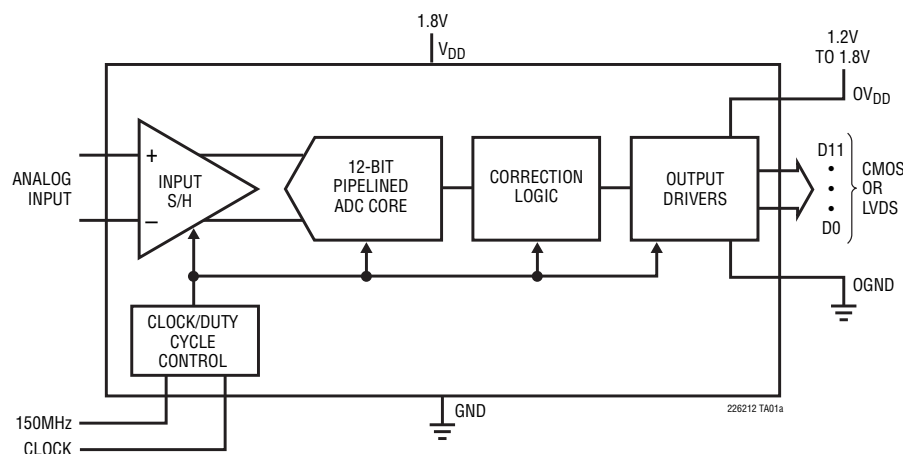 1.8V
VDD
1.2V
TO 1.8V
OVDD
ANALOG
INPUT
+
−
INPUT
S/H
12-BIT
PIPELINED
ADC CORE
CORRECTION
LOGIC
OUTPUT
DRIVERS
D11
•
•
•
D0
CMOS
OR
LVDS
OGND
CLOCK/DUTY
CYCLE
CONTROL
150MHz
CLOCK
GND
226212 TA01a